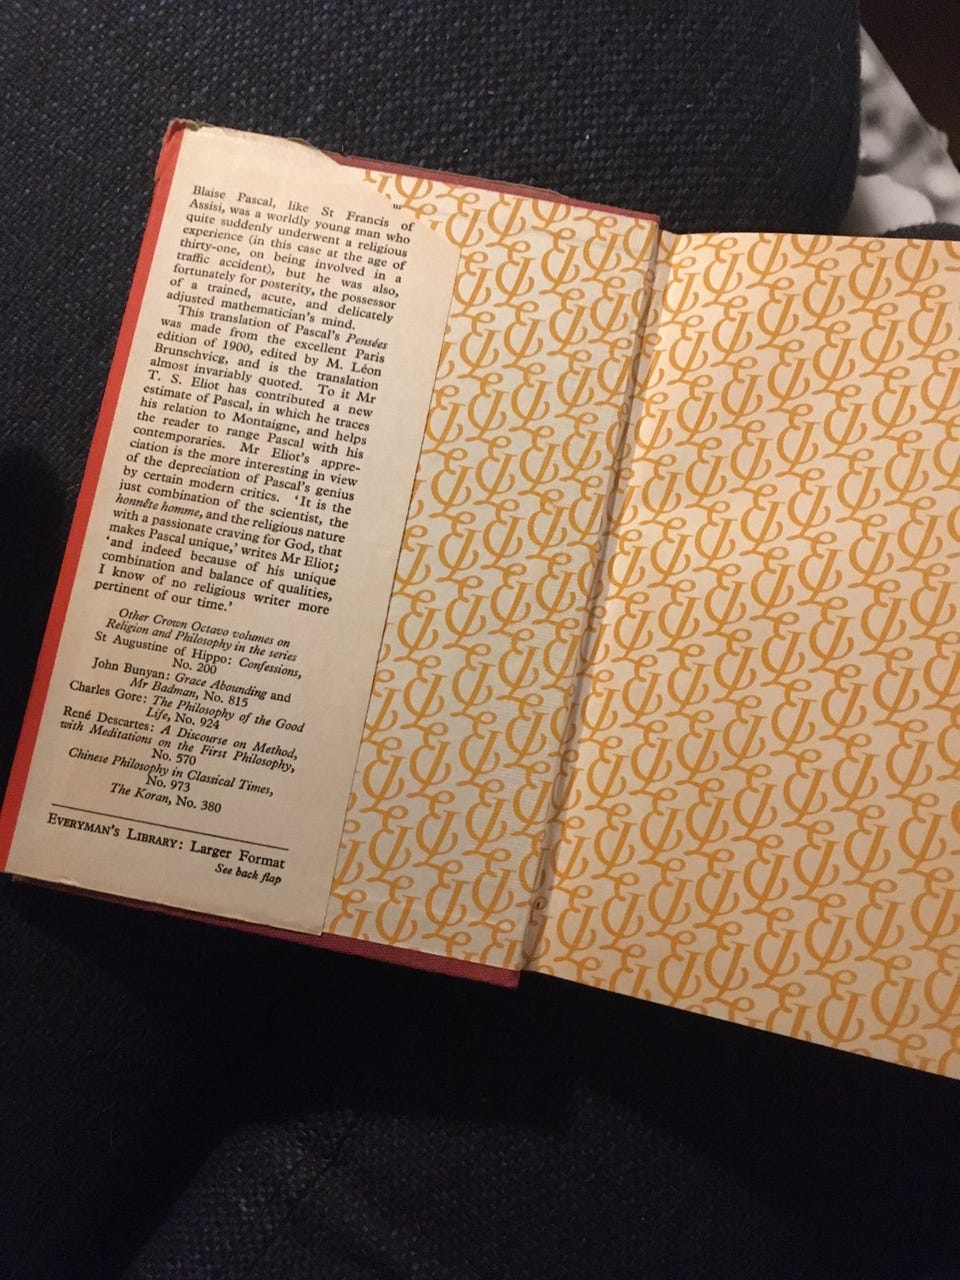 Blaise Pascal, like St Francis of
Assisi, was a worldly young man who
quite suddenly underwent a religious
experience (in this case at the age of
thirty-one, on being involved in a
traffic accident), but he was also,
fortunately for posterity, the possessor
of a trained, acute, and delicately
adjusted mathematician's mind.
This translation of Pascal's Pensées
was made from the excellent Paris
edition of 1900, edited by M. Léon
Brunschvicg, and is the translation
almost invariably quoted. To it Mr
T. S. Eliot has contributed a new
estimate of Pascal, in which he traces
his relation to Montaigne, and helps
the reader to range Pascal with his
contemporaries. Mr Eliot's appre-
ciation is the more interesting in view
of the depreciation of Pascal's genius
by certain modern critics. 'It is the
just combination of the scientist, the
honnête homme, and the religious nature
with a passionate craving for God, that
makes Pascal unique,' writes Mr Eliot;
'and indeed because of his unique
combination and balance of qualities,
I know of no religious writer more
pertinent of our time.'
Other Crown Octavo volumes on
Religion and Philosophy in the series
St Augustine of Hippo: Confessions,
No. 200
John Bunyan: Grace Abounding and
Mr Badman, No. 815
Charles Gore: The Philosophy of the Good
Life, No. 924
René Descartes: A Discourse on Method,
with Meditations on the First Philosophy,
No. 570
Chinese Philosophy in Classical Times,
No. 973
The Koran, No. 380
EVERYMAN'S LIBRARY: Larger Format
See back flap